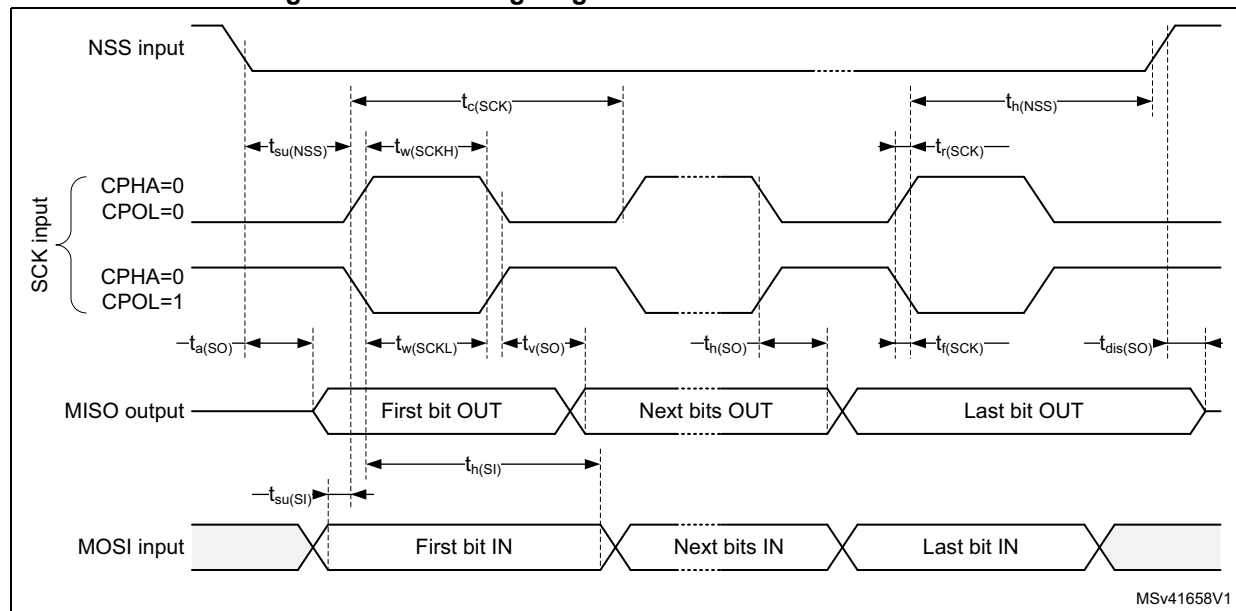 NSS input
tc(SCK)
th(NSS)
tsu(NSS)
tw(SCKH)
tr(SCK)
SCK input
CPHA=0
CPOL=0
CPHA=0
CPOL=1
ta(SO)
tw(SCKL)
tv(SO)
th(SO)
tf(SCK)
tdis(SO)
MISO output
First bit OUT
Next bits OUT
Last bit OUT
th(SI)
tsu(SI)
MOSI input
First bit IN
Next bits IN
Last bit IN
MSv41658V1